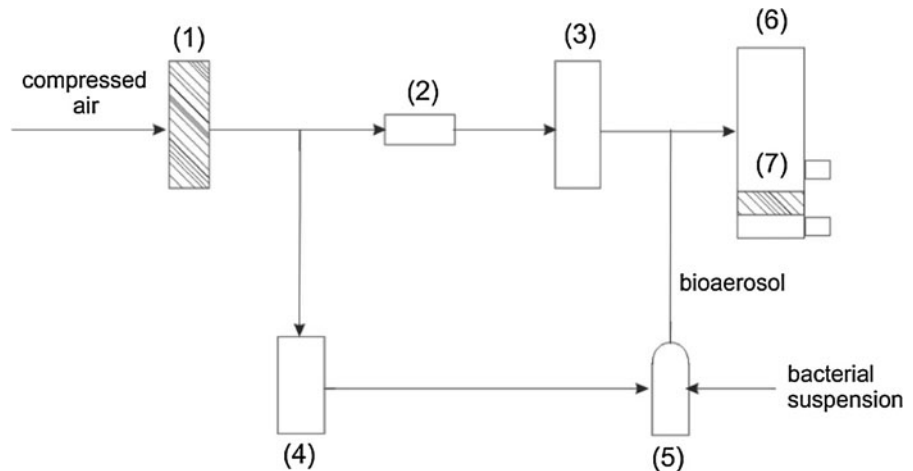 (1)
(3)
(6)
compressed
air
(2)
(7)
bioaerosol
bacterial
suspension
(4)
(5)